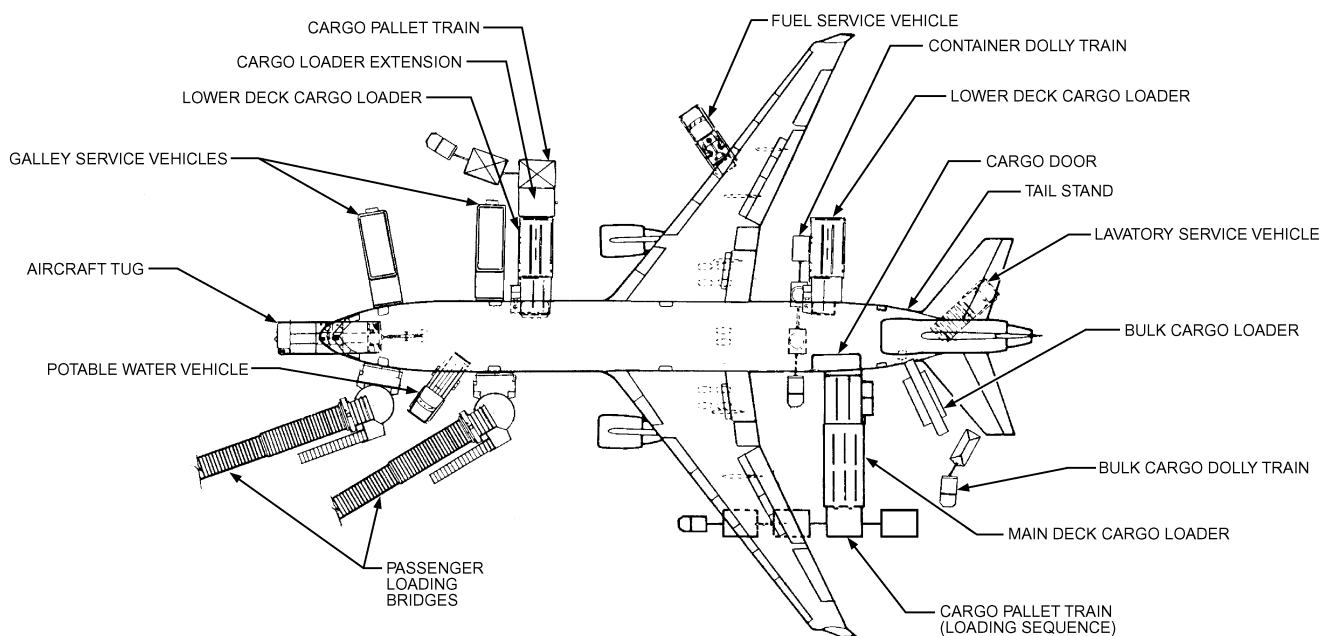 CARGO PALLET TRAIN
CARGO LOADER EXTENSION
LOWER DECK CARGO LOADER
GALLEY SERVICE VEHICLES
AIRCRAFT TUG
POTABLE WATER VEHICLE
PASSENGER
LOADING
BRIDGES
FUEL SERVICE VEHICLE
CONTAINER DOLLY TRAIN
LOWER DECK CARGO LOADER
CARGO DOOR
TAIL STAND
LAVATORY SERVICE VEHICLE
BULK CARGO LOADER
BULK CARGO DOLLY TRAIN
MAIN DECK CARGO LOADER
CARGO PALLET TRAIN
(LOADING SEQUENCE)